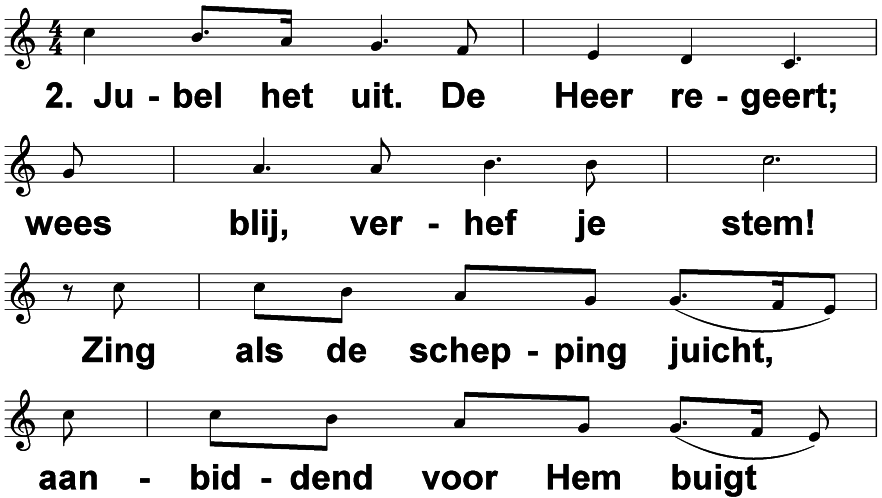 2. Ju - bel het uit. De Heer re - geert;
wees blij, ver - hef je stem!
Zing als de schep - ping juicht,
aan - bid - dend voor Hem buigt